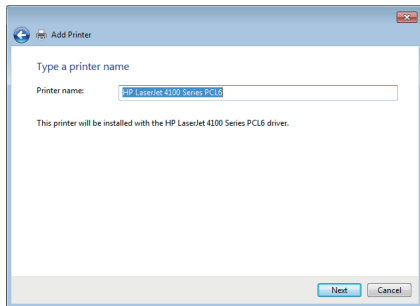 Add Printer
Type a printer name
Printer name: HP LaserJet 4100 Series PCL6
This printer will be installed with the HP LaserJet 4100 Series PCL6 driver.
Next Cancel